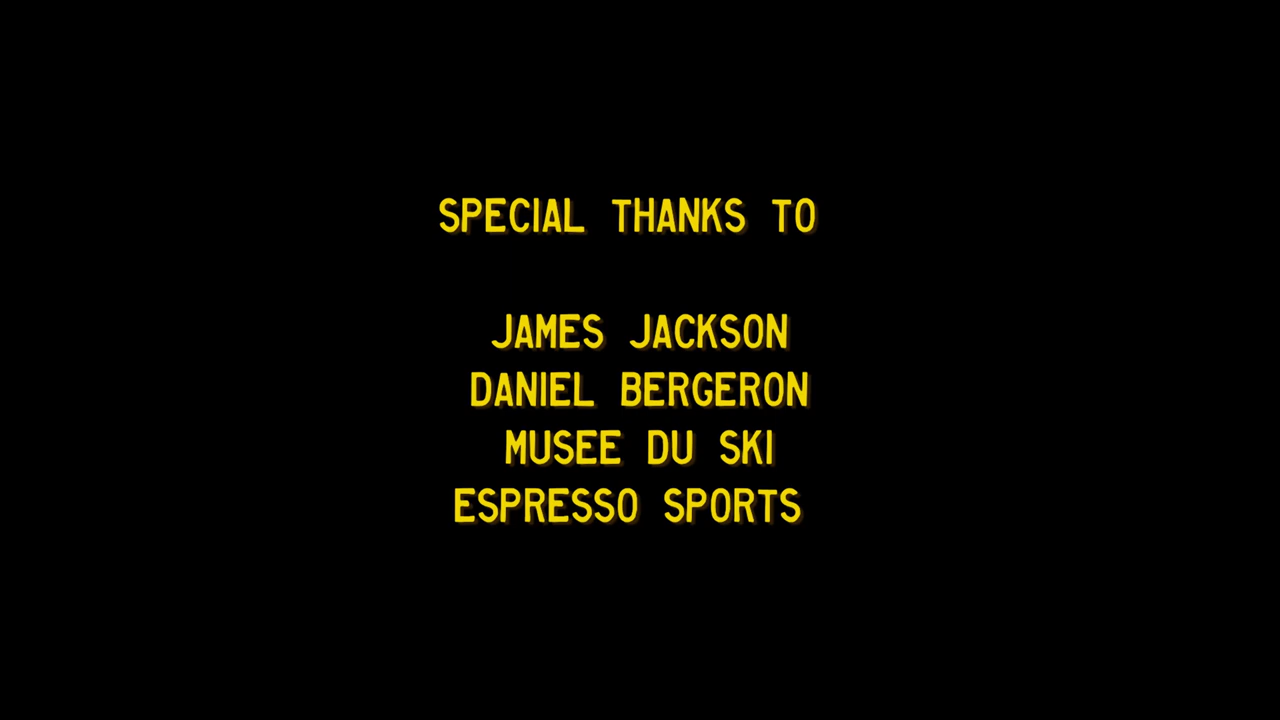 SPECIAL THANKS TO
JAMES JACKSON
DANIEL BERGERON
MUSEE DU SKI
ESPRESSO SPORTS